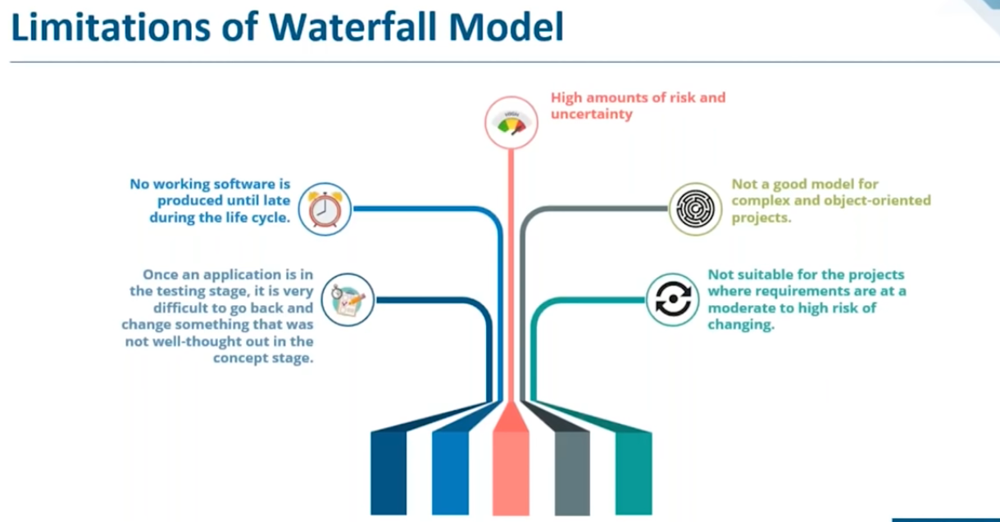 Limitations of Waterfall Model
High amounts of risk and
uncertainty
HIGH
No working software is
produced until late
during the life cycle.
Not a good model for
complex and object-oriented
projects.
Once an application is in
the testing stage, it is very
difficult to go back and
change something that was
not well-thought out in the
concept stage.
Not suitable for the projects
where requirements are at a
moderate to high risk of
changing.